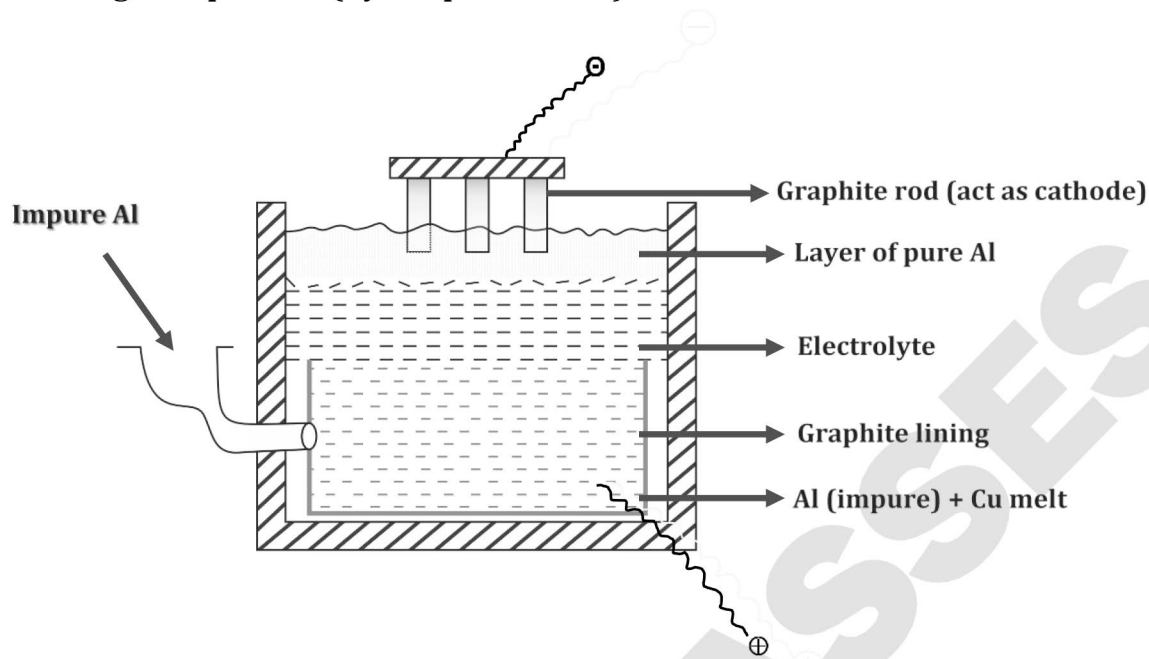 Impure Al
Graphite rod (act as cathode)
Layer of pure Al
Electrolyte
Graphite lining
Al (impure) + Cu melt